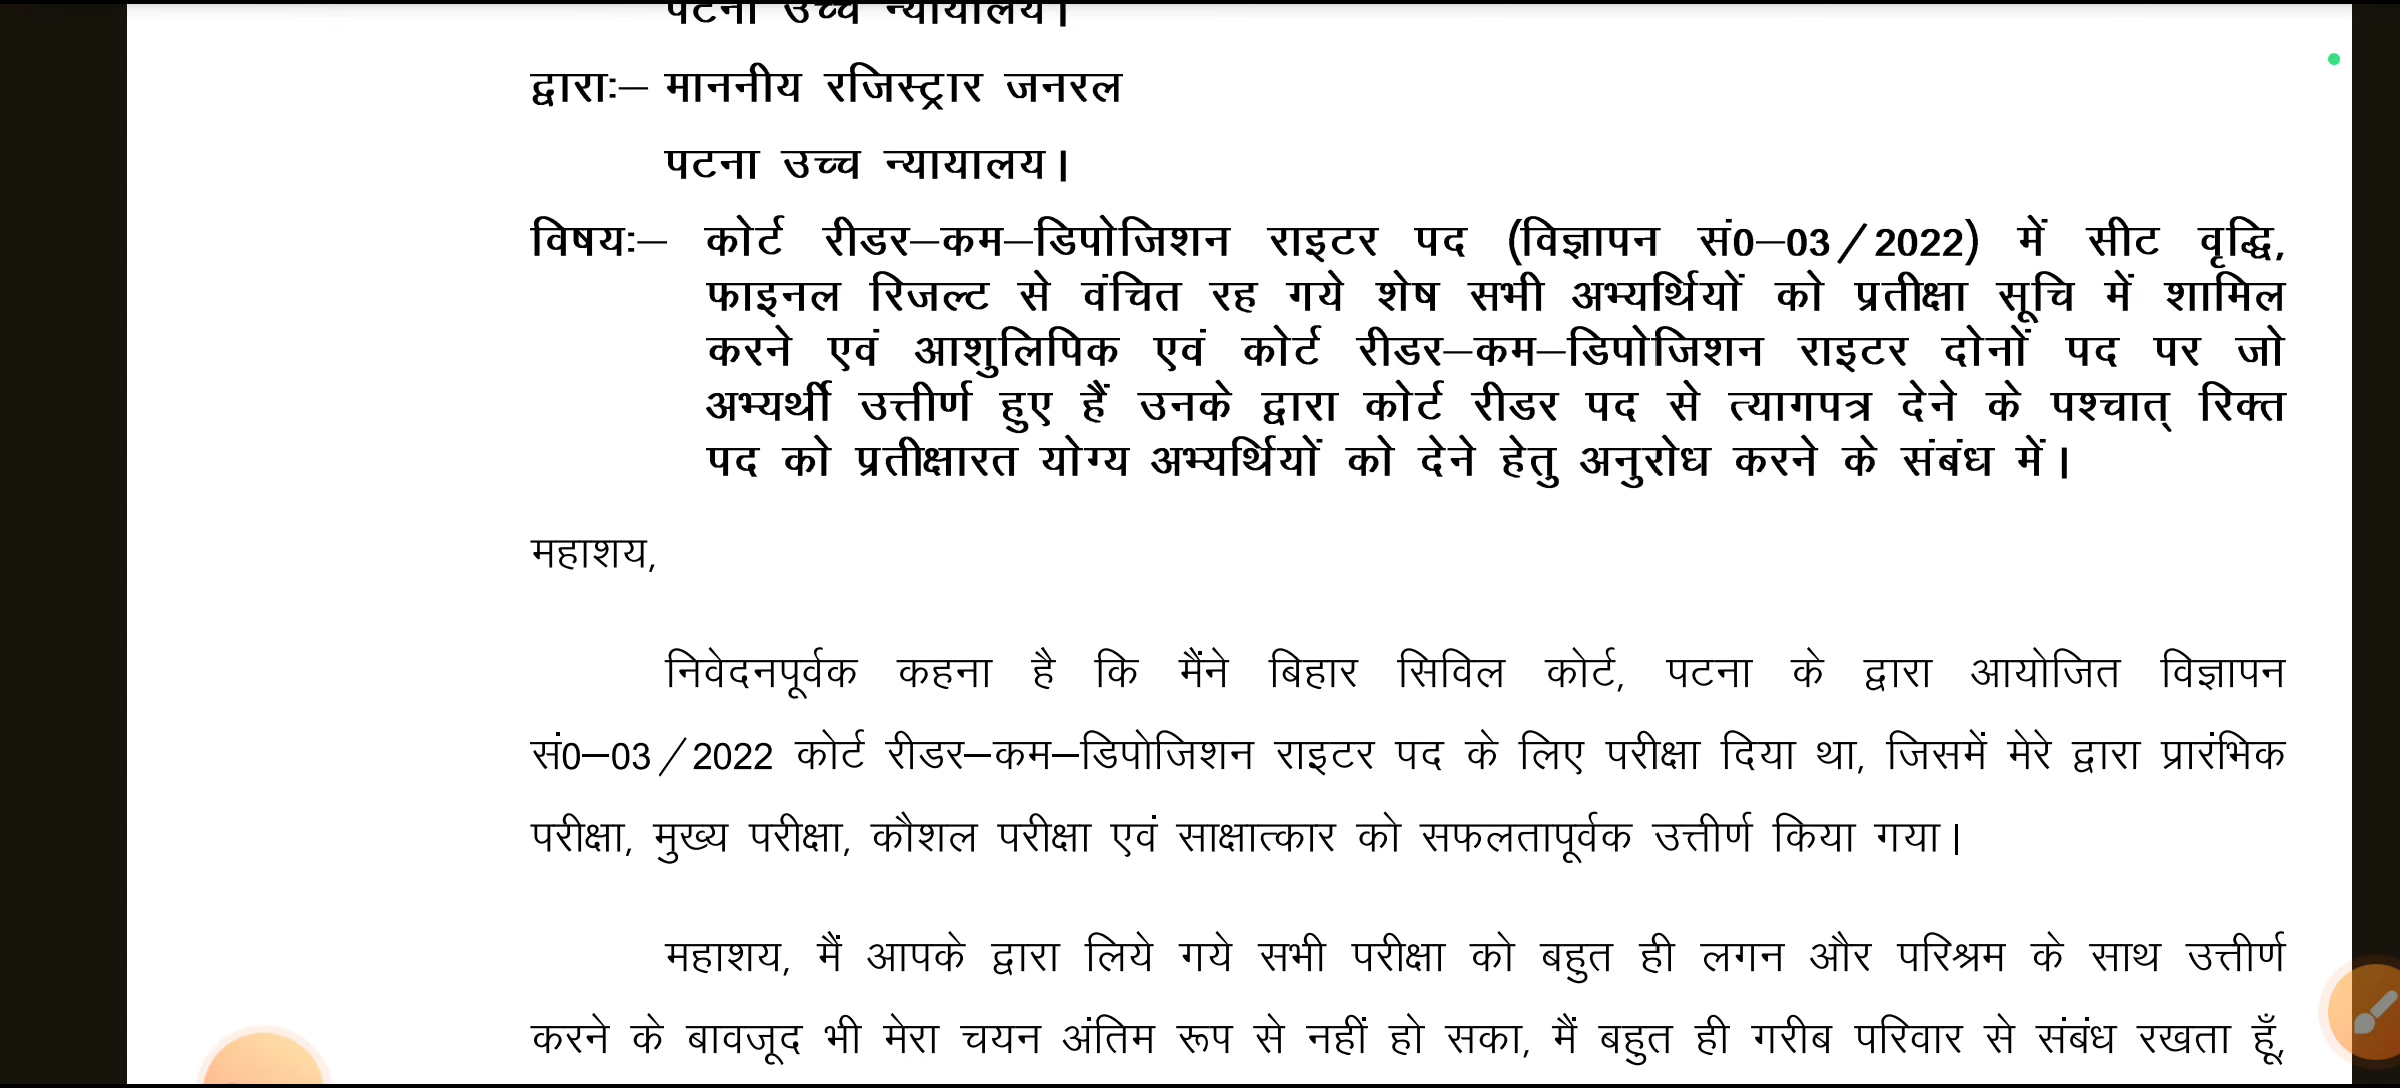 पटना उच्च न्यायालय।
द्वाराः– माननीय रजिस्ट्रार जनरल
पटना उच्च न्यायालय।
विषयः– कोर्ट रीडर–कम–डिपोजिशन राइटर पद (विज्ञापन सं0–03/2022) में सीट वृद्धि,
फाइनल रिजल्ट से वंचित रह गये शेष सभी अभ्यर्थियों को प्रतीक्षा सूचि में शामिल
करने एवं आशुलिपिक एवं कोर्ट रीडर–कम–डिपोजिशन राइटर दोनों पद पर जो
अभ्यर्थी उत्तीर्ण हुए हैं उनके द्वारा कोर्ट रीडर पद से त्यागपत्र देने के पश्चात् रिक्त
पद को प्रतीक्षारत योग्य अभ्यर्थियों को देने हेतु अनुरोध करने के संबंध में।
महाशय,
निवेदनपूर्वक कहना है कि मैंने बिहार सिविल कोर्ट, पटना के द्वारा आयोजित विज्ञापन
सं0–03/2022 कोर्ट रीडर–कम–डिपोजिशन राइटर पद के लिए परीक्षा दिया था, जिसमें मेरे द्वारा प्रारंभिक
परीक्षा, मुख्य परीक्षा, कौशल परीक्षा एवं साक्षात्कार को सफलतापूर्वक उत्तीर्ण किया गया।
महाशय, मैं आपके द्वारा लिये गये सभी परीक्षा को बहुत ही लगन और परिश्रम के साथ उत्तीर्ण
करने के बावजूद भी मेरा चयन अंतिम रूप से नहीं हो सका, मैं बहुत ही गरीब परिवार से संबंध रखता हूँ,